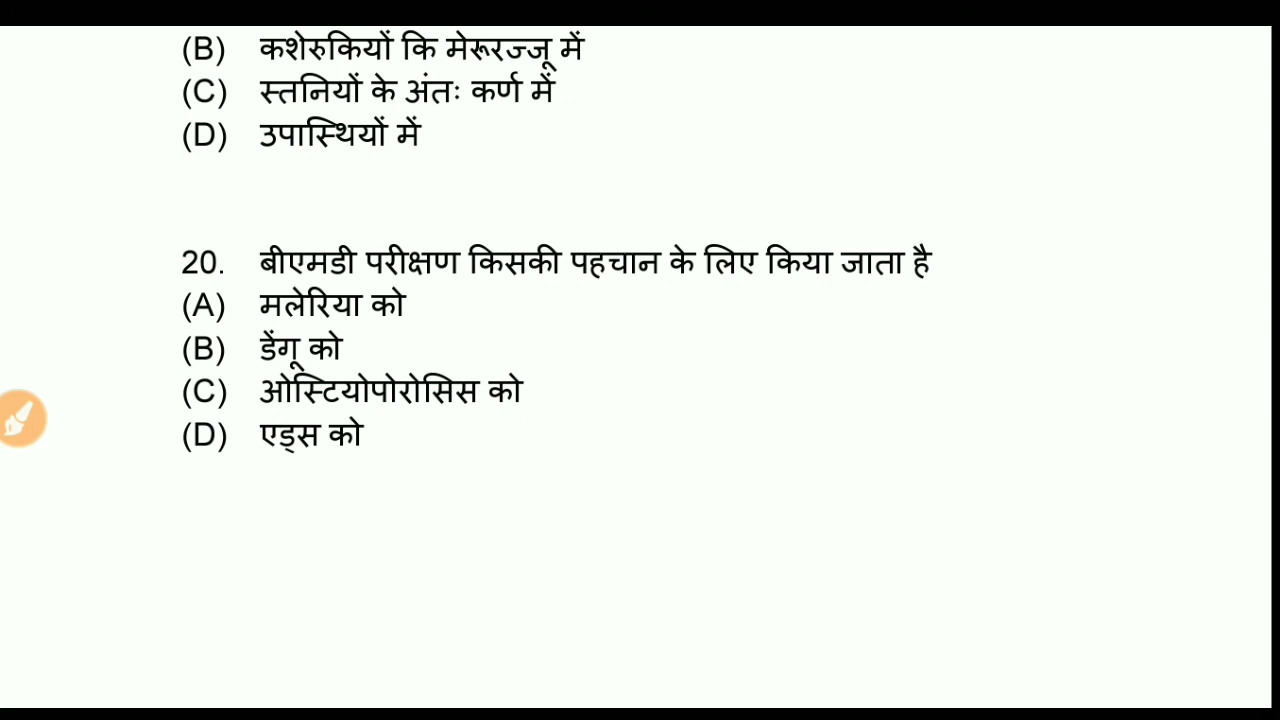 (B) कशेरुकियों कि मेरूरज्जू में
(C) स्तनियों के अंतः कर्ण में
(D) उपास्थियों में
20. बीएमडी परीक्षण किसकी पहचान के लिए किया जाता है
(A) मलेरिया को
(B) डेंगू को
(C) ओस्टियोपोरोसिस को
(D) एड्स को